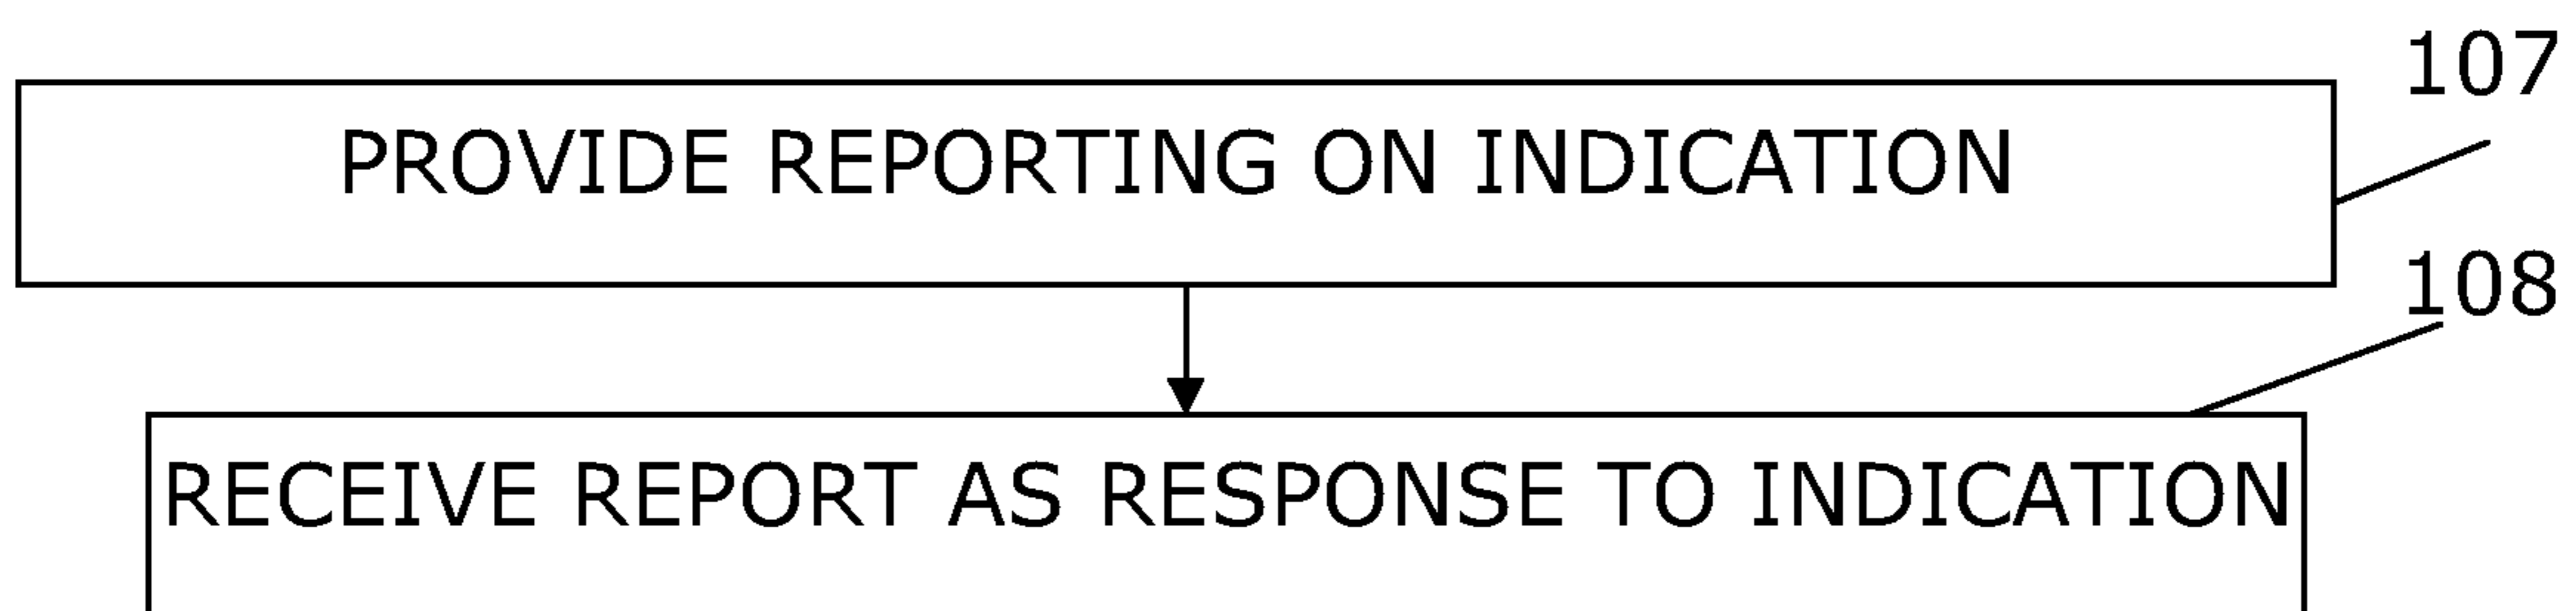 107
PROVIDE REPORTING ON INDICATION
108
RECEIVE REPORT AS RESPONSE TO INDICATION